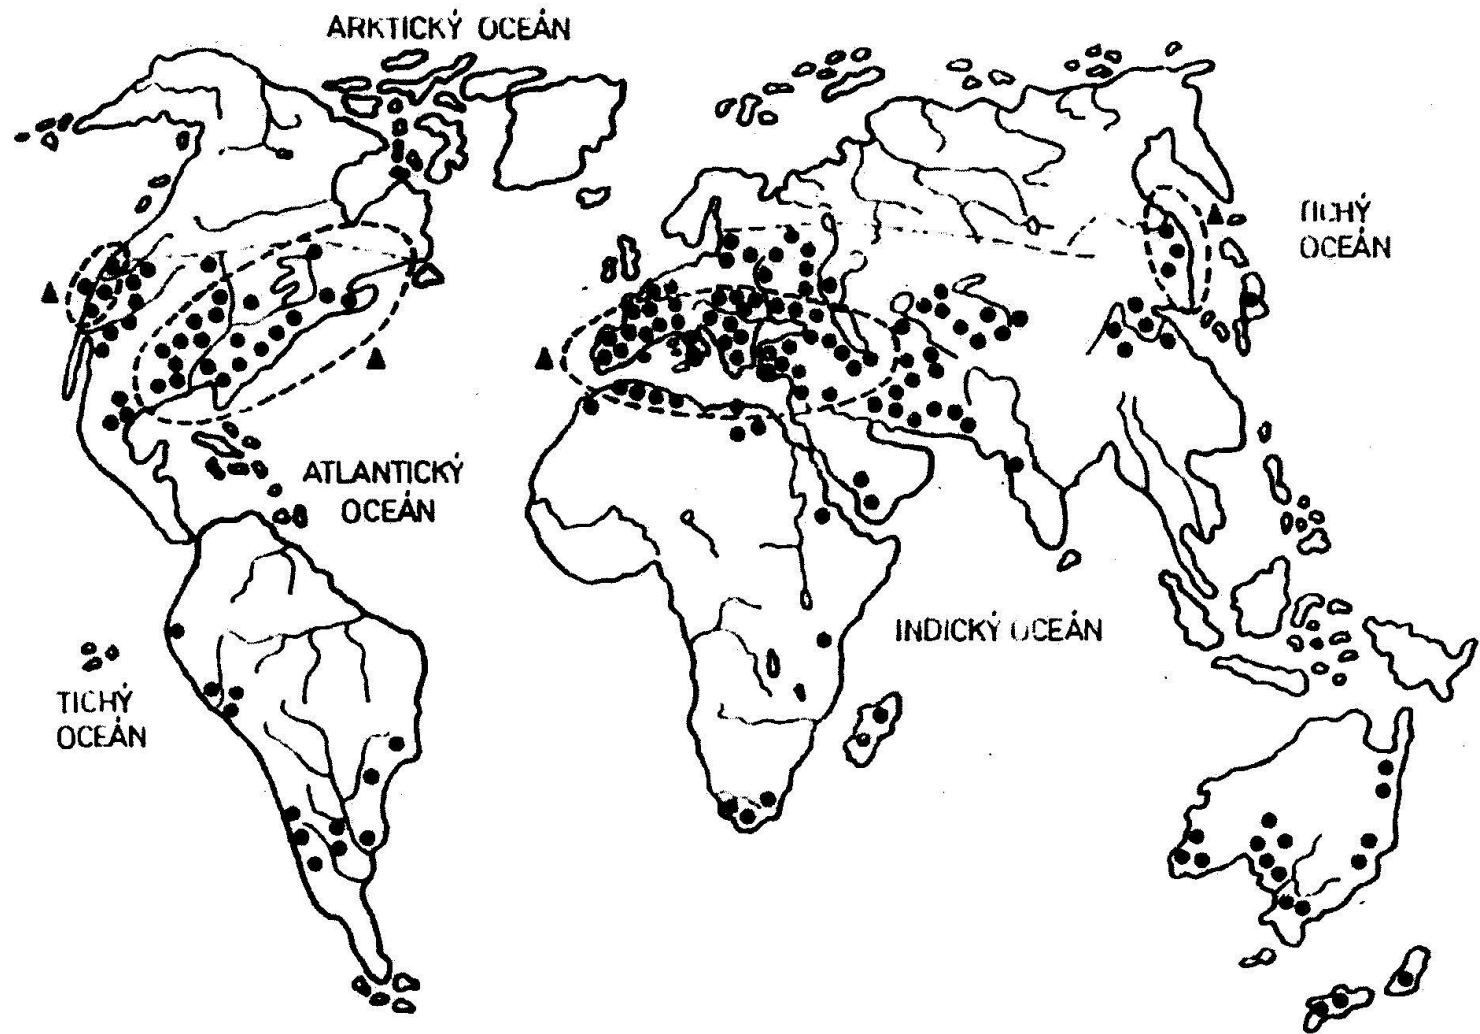 ARKTICKÝ OCEÁN
TICHÝ
OCEÁN
ATLANTICKÝ
OCEÁN
INDICKÝ OCEÁN
TICHÝ
OCEÁN